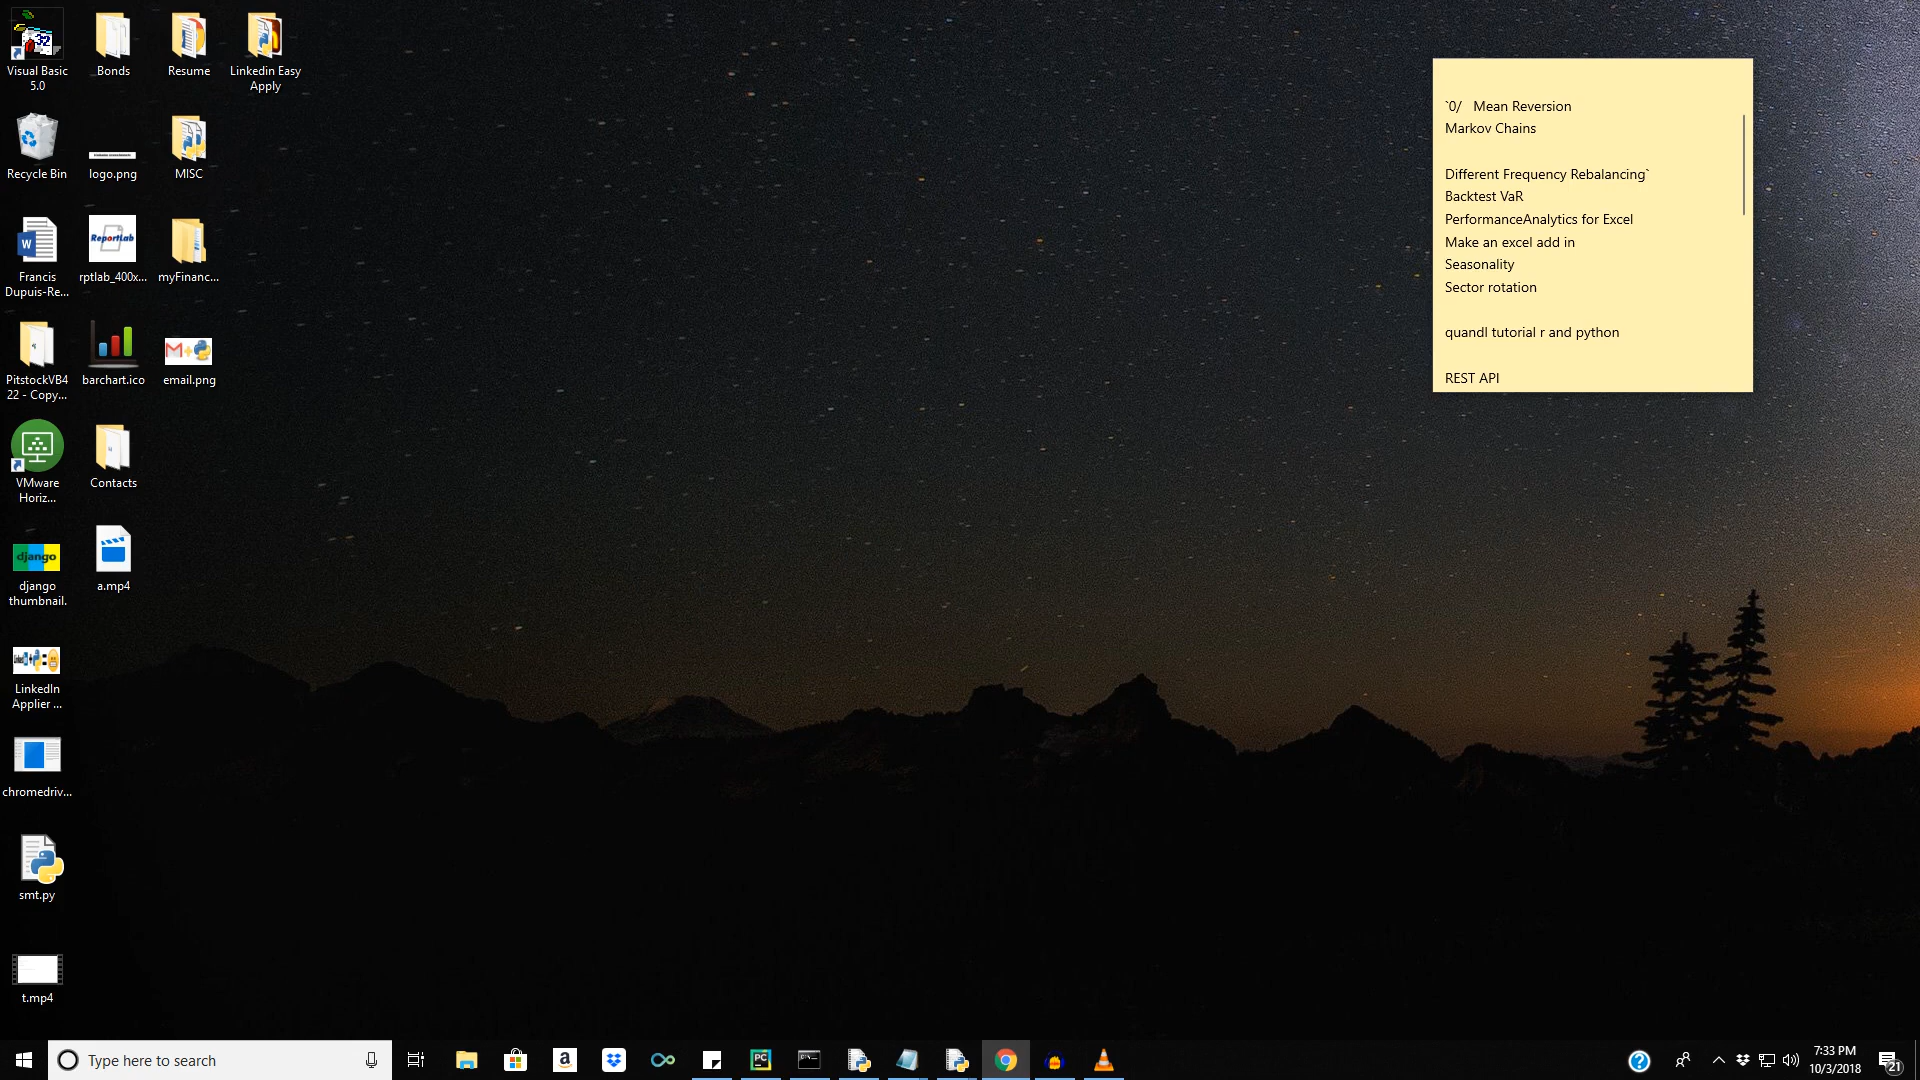 Visual Basic
5.0
Bonds
Resume
Linkedin Easy
Apply
Recycle Bin
logo.png
MISC
Francis
Dupuis-Re...
ReportLab
rptlab_400x...
myFinanc...
PitstockVB4
22 - Copy...
barchart.ico
email.png
VMware
Horiz...
Contacts
django
django
thumbnail.
a.mp4
LinkedIn
Applier ...
chromedriv...
smt.py
t.mp4
`0/   Mean Reversion
Markov Chains
Different Frequency Rebalancing`
Backtest VaR
PerformanceAnalytics for Excel
Make an excel add in
Seasonality
Sector rotation
quandl tutorial r and python
REST API
Type here to search
PC
7:33 PM
10/3/2018
21